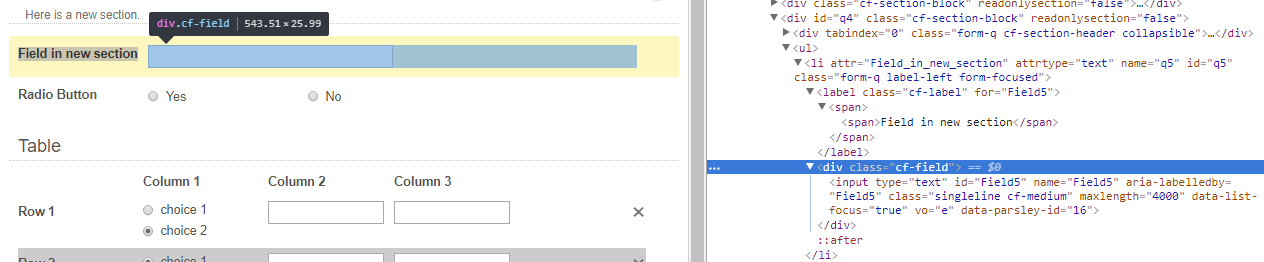 Here is a new section.
div.cf-field | 543.51 × 25.99
Field in new section
Radio Button Yes No
Table
Column 1 Column 2 Column 3
Row 1 choice 1
choice 2
choice 1
▶<div class="cf-section-block" readonlysection="false">…</div>
▼<div id="q4" class="cf-section-block" readonlysection="false">
▶<div tabindex="0" class="form-q cf-section-header collapsible">…</div>
▼<ul>
▼<li attr="Field_in_new_section" attrtype="text" name="q5" id="q5"
class="form-q label-left form-focused">
▼<label class="cf-label" for="Field5">
▼<span>
<span>Field in new section</span>
</span>
</label>
… ▼<div class="cf-field"> == $0
<input type="text" id="Field5" name="Field5" aria-labelledby=
"Field5" class="singleline cf-medium" maxlength="4000" data-list-
focus="true" vo="e" data-parsley-id="16">
</div>
::after
</li>